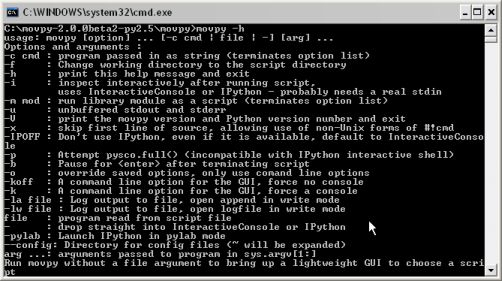 C:\WINDOWS\system32\cmd.exe
C:\movpy-2.0.0beta2-py2.5\movpy>movpy -h
usage: movpy [option] ... [-c cmd | file | -] [arg] ...
Options and arguments :
-c cmd : program passed in as string (terminates option list)
-f     : Change working directory to the script directory
-h     : print this help message and exit
-i     : inspect interactively after running script,
         uses InteractiveConsole or IPython - probably needs a real stdin
-m mod : run library module as a script (terminates option list)
-u     : unbuffered stdout and stderr
-V     : print the movpy version and Python version number and exit
-x     : skip first line of source, allowing use of non-Unix forms of #!cmd
-IPOFF : Don't use IPython, even if it is available, default to InteractiveConso
le
-p     : Attempt pysco.full() (incompatible with IPython interactive shell)
-b     : Pause for <enter> after terminating script
-o     : override saved options, only use comand line options
-koff  : A command line option for the GUI, force no console
-k     : A comand line option for the GUI, force a console
-la file : Log output to file, open append in write mode
-lw file : Log output to file, open logfile in write mode
file   : program read from script file
-      : drop straight into InteractiveConsole or IPython
-pylab : Launch IPython in pylab mode
--config: Directory for config files (~ will be expanded)
arg ...: arguments passed to program in sys.argv[1:]
Run movpy without a file argument to bring up a lightweight GUI to choose a scri
pt